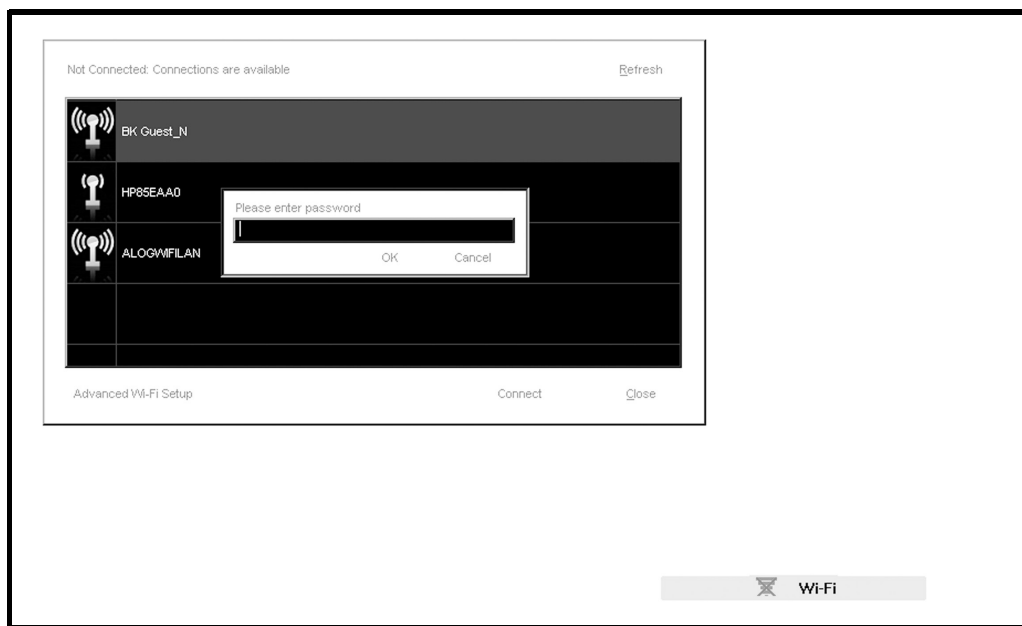 Not Connected: Connections are available
Refresh
BK Guest_N
HP85EAA0
Please enter password
ALOGWIFILAN
OK Cancel
Advanced Wi-Fi Setup
Connect
Close
Wi-Fi